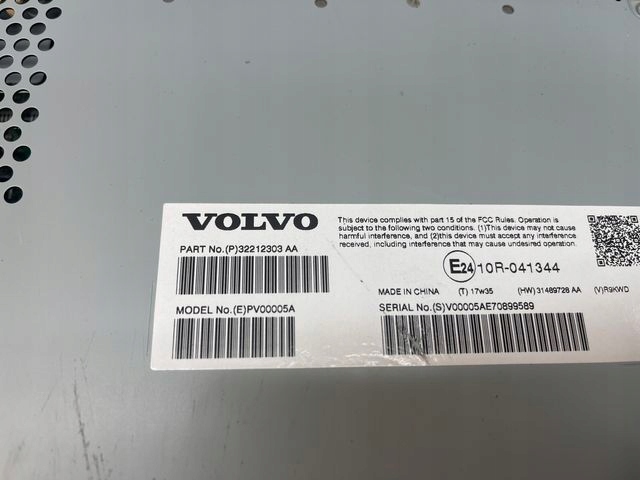 VOLVO
This device complies with part 15 of the FCC Rules. Operation is
subject to the following two conditions. (1)This device may not cause
harmful interference, and (2)this device must accept any interference
received, including interference that may cause undesired operation.
PART No.(P)32212303 AA
E24 10R-041344
MADE IN CHINA (T) 17w35 (HW) 31489728 AA (V)R9KWD
MODEL No.(E)PV00005A
SERIAL No.(S)V00005AE70899589